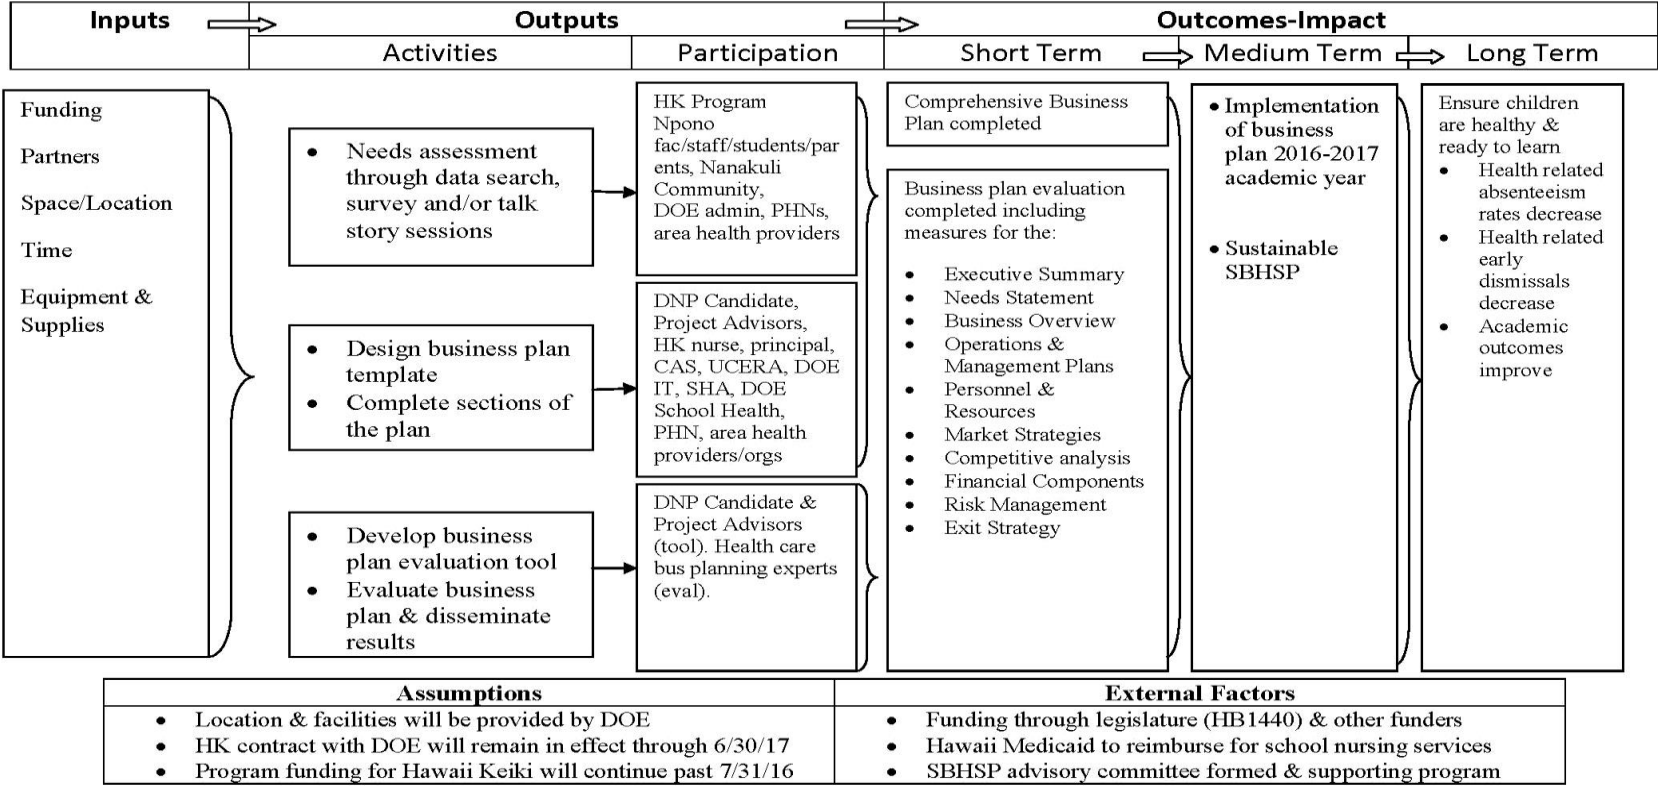 Inputs
Outputs
Outcomes-Impact
Activities
Participation
Short Term
Medium Term
Long Term
Funding
Partners
Space/Location
Time
Equipment &
Supplies
• Needs assessment
through data search,
survey and/or talk
story sessions
• Design business plan
template
• Complete sections of
the plan
• Develop business
plan evaluation tool
• Evaluate business
plan & disseminate
results
HK Program
Npono
fac/staff/students/par
ents, Nanakuli
Community,
DOE admin, PHNs,
area health providers
DNP Candidate,
Project Advisors,
HK nurse, principal,
CAS, UCERA, DOE
IT, SHA, DOE
School Health,
PHN, area health
providers/orgs
DNP Candidate &
Project Advisors
(tool). Health care
bus planning experts
(eval).
Comprehensive Business
Plan completed
Business plan evaluation
completed including
measures for the:
• Executive Summary
• Needs Statement
• Business Overview
• Operations &
Management Plans
• Personnel &
Resources
• Market Strategies
• Competitive analysis
• Financial Components
• Risk Management
• Exit Strategy
• Implementation
of business
plan 2016-2017
academic year
• Sustainable
SBHSP
Ensure children
are healthy &
ready to learn
• Health related
absenteeism
rates decrease
• Health related
early
dismissals
decrease
• Academic
outcomes
improve
Assumptions
• Location & facilities will be provided by DOE
• HK contract with DOE will remain in effect through 6/30/17
• Program funding for Hawaii Keiki will continue past 7/31/16
External Factors
• Funding through legislature (HB1440) & other funders
• Hawaii Medicaid to reimburse for school nursing services
• SBHSP advisory committee formed & supporting program